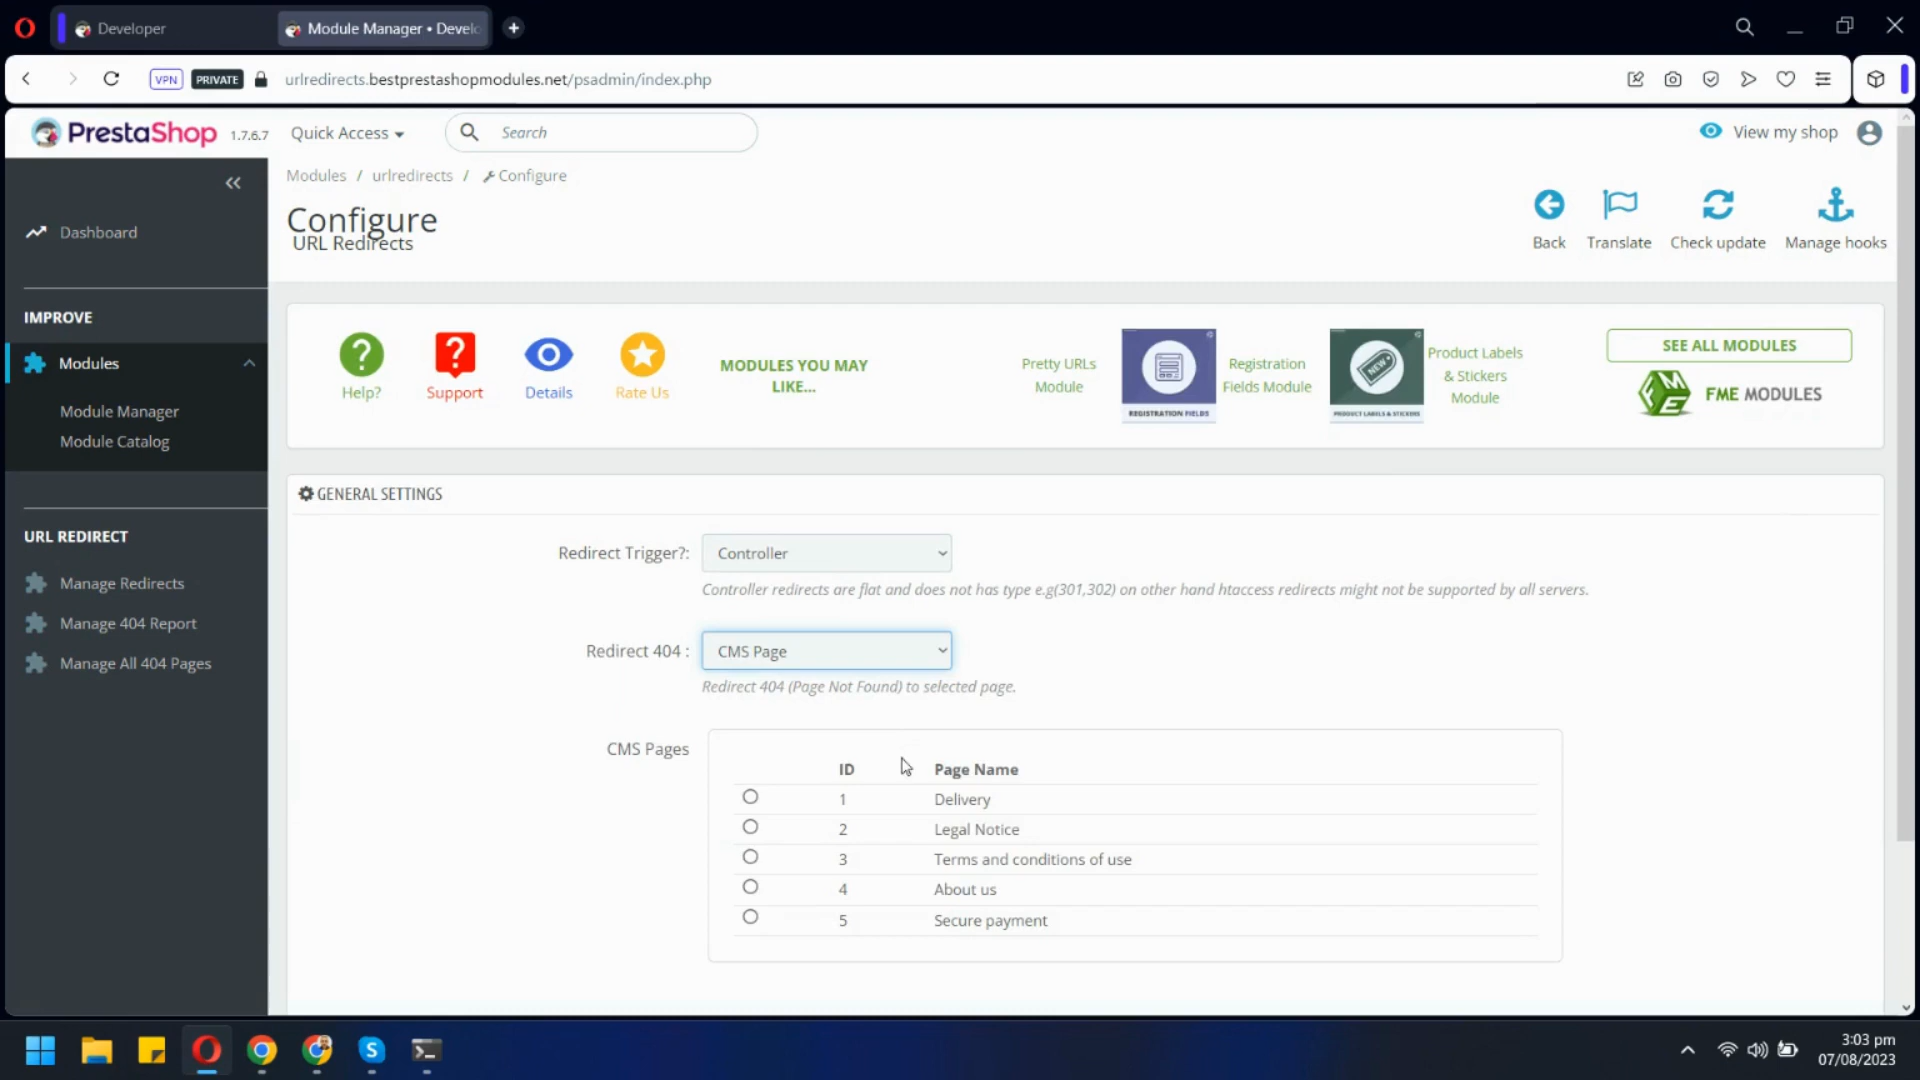 Developer
Module Manager • Develo
VPN PRIVATE urlredirects.bestprestashopmodules.net/psadmin/index.php
PrestaShop 1.7.6.7 Quick Access Search View my shop
Modules / urlredirects / Configure
Configure
URL Redirects
Back Translate Check update Manage hooks
Dashboard
IMPROVE
Modules
Module Manager
Module Catalog
URL REDIRECT
Manage Redirects
Manage 404 Report
Manage All 404 Pages
Help? Support Details Rate Us
MODULES YOU MAY
LIKE...
Pretty URLs
Module
REGISTRATION FIELDS
Registration
Fields Module
NEW
PRODUCT LABELS & STICKERS
Product Labels
& Stickers
Module
SEE ALL MODULES
FME
FME MODULES
GENERAL SETTINGS
Redirect Trigger?: Controller
Controller redirects are flat and does not has type e.g(301,302) on other hand htaccess redirects might not be supported by all servers.
Redirect 404 : CMS Page
Redirect 404 (Page Not Found) to selected page.
CMS Pages
ID Page Name
1 Delivery
2 Legal Notice
3 Terms and conditions of use
4 About us
5 Secure payment
3:03 pm
07/08/2023